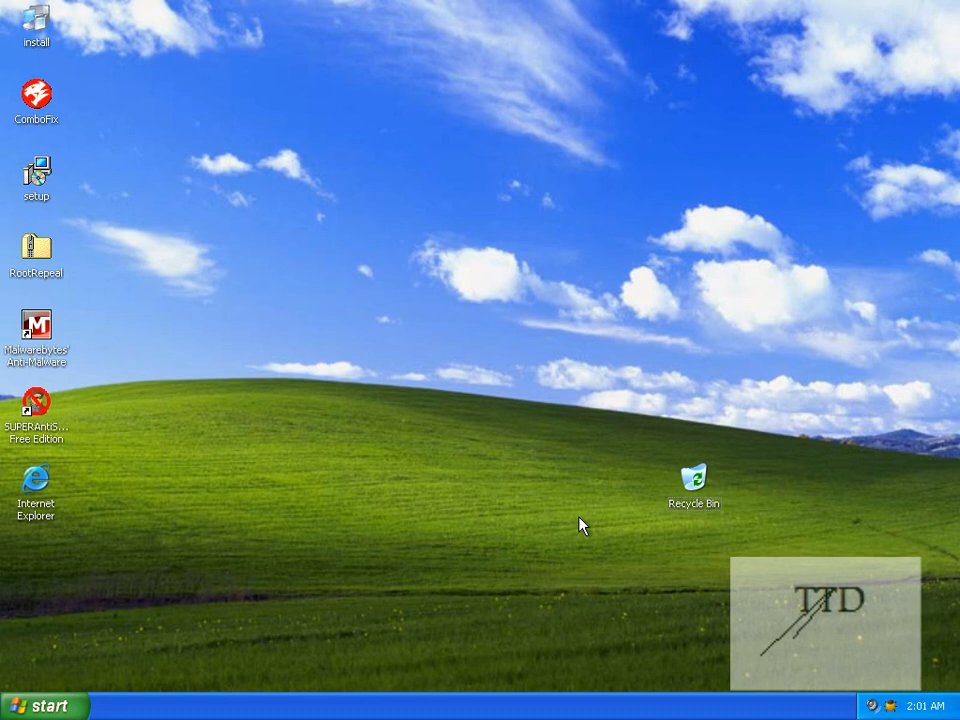 install
ComboFix
setup
RootRepeal
Malwarebytes'
Anti-Malware
SUPERAntiS...
Free Edition
Internet
Explorer
Recycle Bin
TTD
start
2:01 AM